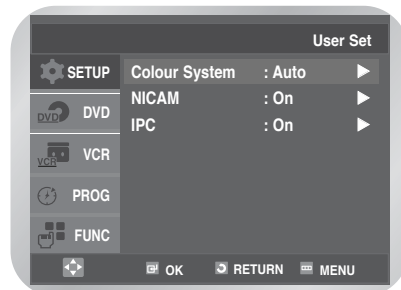 User Set
SETUP
DVD
DVD
VCR
VCR
PROG
FUNC
Colour System : Auto ▶
NICAM : On ▶
IPC : On ▶
OK RETURN MENU